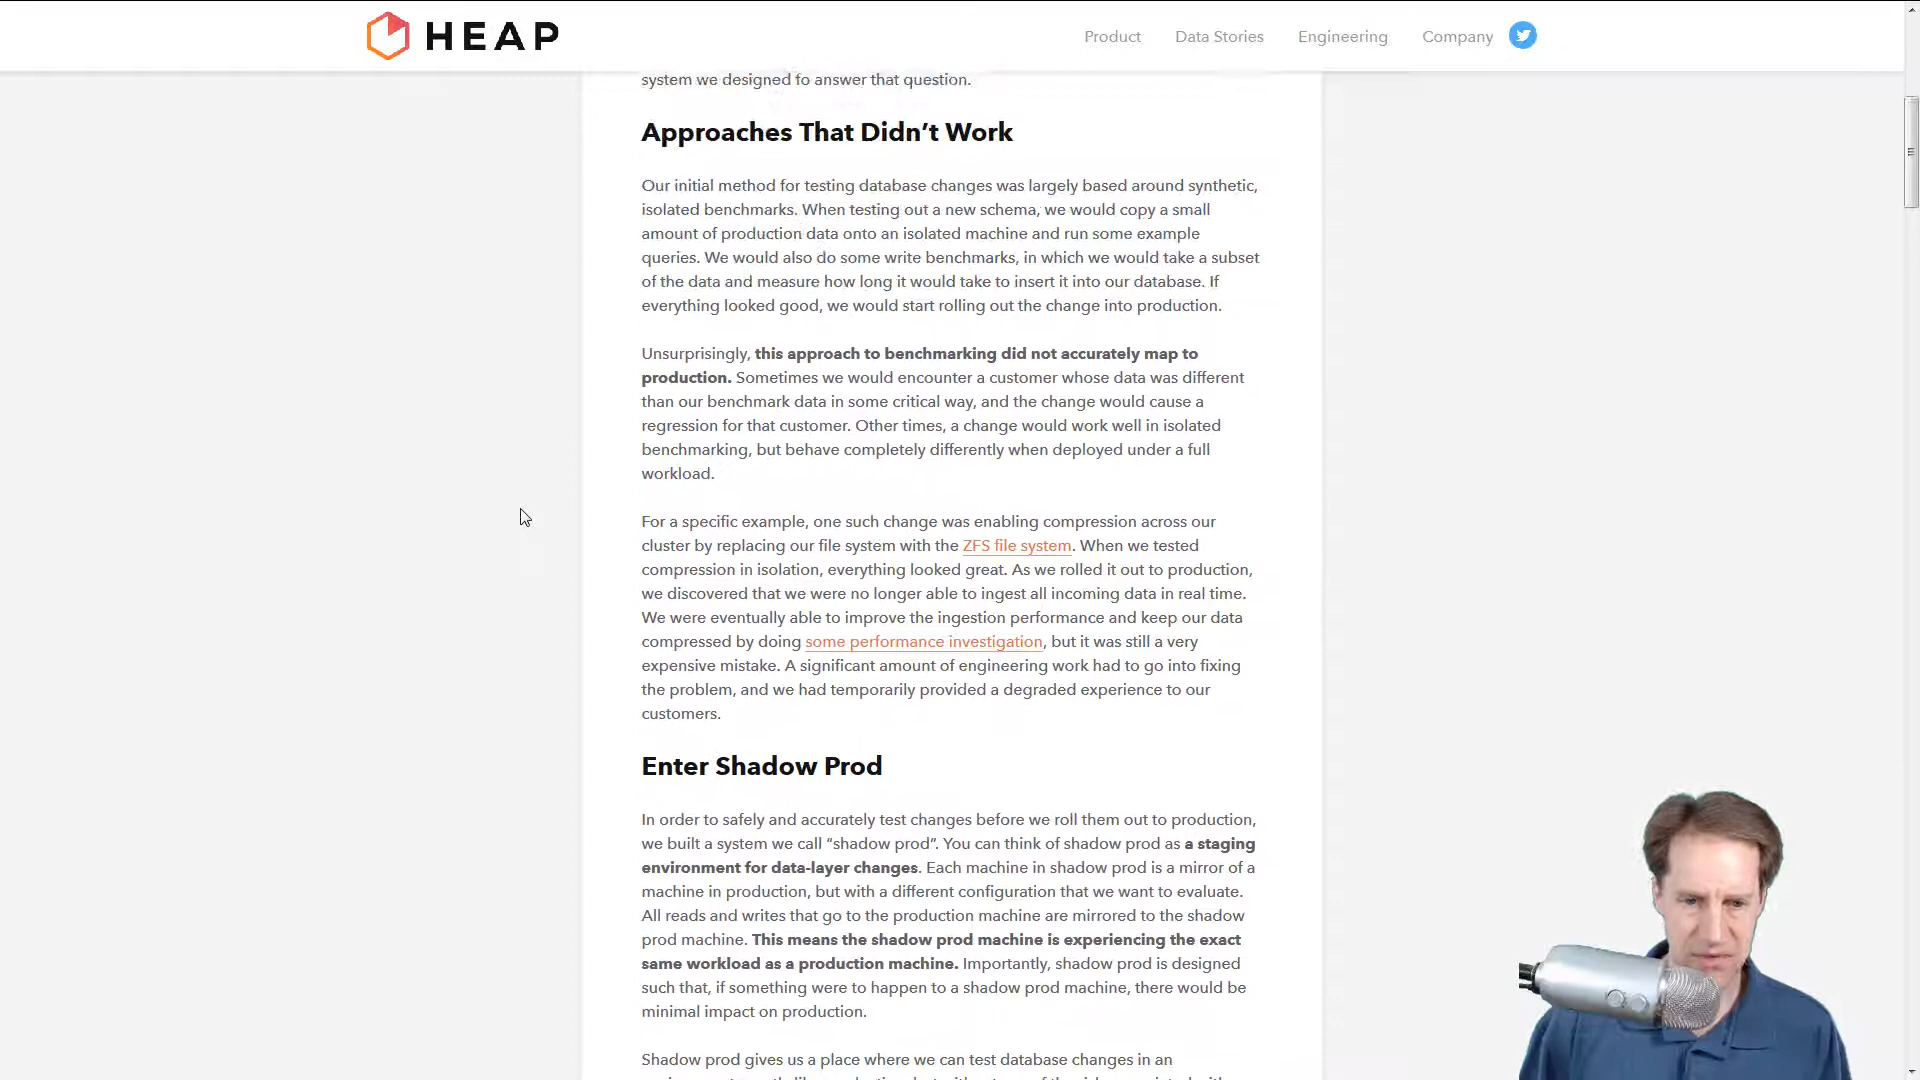 HEAP
Product Data Stories Engineering Company
system we designed fo answer that question.
Approaches That Didn’t Work
Our initial method for testing database changes was largely based around synthetic,
isolated benchmarks. When testing out a new schema, we would copy a small
amount of production data onto an isolated machine and run some example
queries. We would also do some write benchmarks, in which we would take a subset
of the data and measure how long it would take to insert it into our database. If
everything looked good, we would start rolling out the change into production.
Unsurprisingly, this approach to benchmarking did not accurately map to
production. Sometimes we would encounter a customer whose data was different
than our benchmark data in some critical way, and the change would cause a
regression for that customer. Other times, a change would work well in isolated
benchmarking, but behave completely differently when deployed under a full
workload.
For a specific example, one such change was enabling compression across our
cluster by replacing our file system with the ZFS file system. When we tested
compression in isolation, everything looked great. As we rolled it out to production,
we discovered that we were no longer able to ingest all incoming data in real time.
We were eventually able to improve the ingestion performance and keep our data
compressed by doing some performance investigation, but it was still a very
expensive mistake. A significant amount of engineering work had to go into fixing
the problem, and we had temporarily provided a degraded experience to our
customers.
Enter Shadow Prod
In order to safely and accurately test changes before we roll them out to production,
we built a system we call “shadow prod”. You can think of shadow prod as a staging
environment for data-layer changes. Each machine in shadow prod is a mirror of a
machine in production, but with a different configuration that we want to evaluate.
All reads and writes that go to the production machine are mirrored to the shadow
prod machine. This means the shadow prod machine is experiencing the exact
same workload as a production machine. Importantly, shadow prod is designed
such that, if something were to happen to a shadow prod machine, there would be
minimal impact on production.
Shadow prod gives us a place where we can test database changes in an